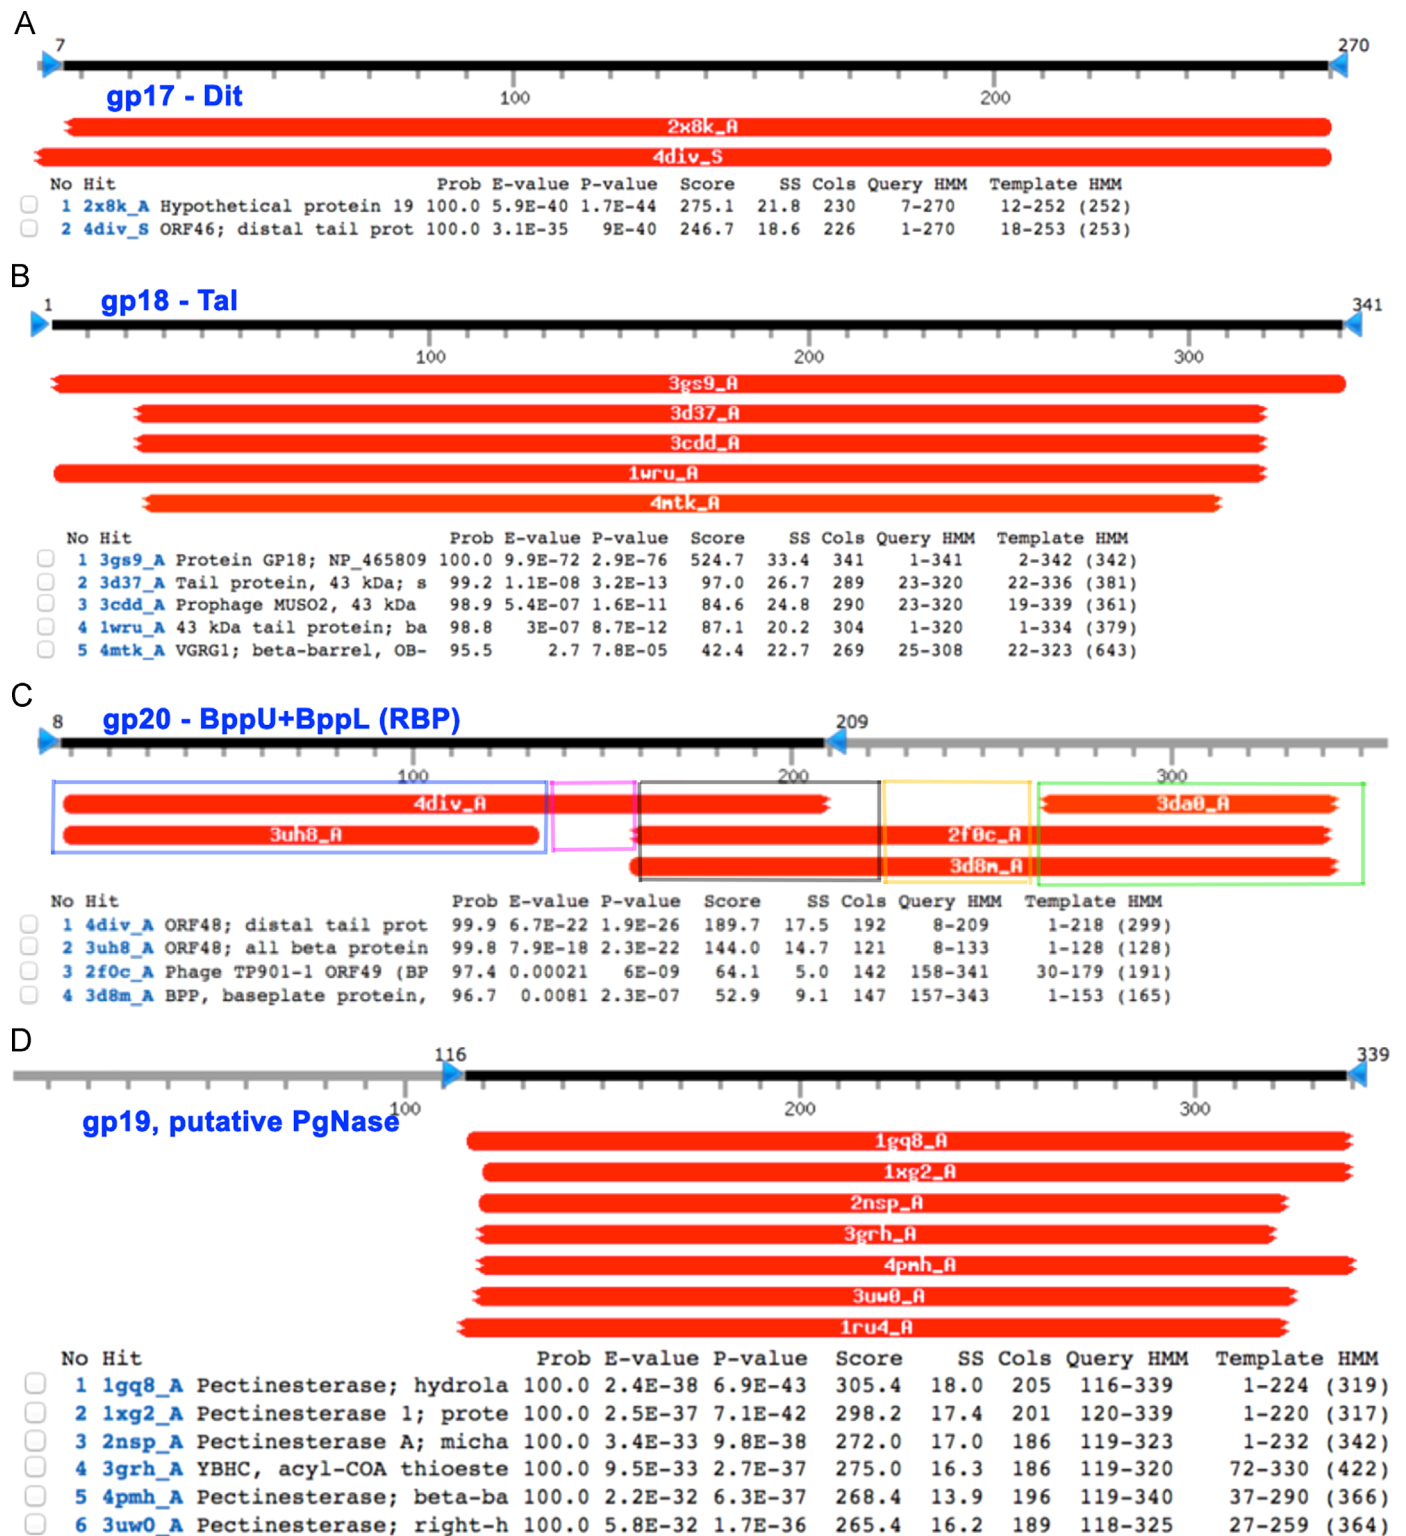 A
7 270
gp17 - Dit
100 200
2x8k_A
4div_S
No Hit Prob E-value P-value Score SS Cols Query HMM Template HMM
1 2x8k_A Hypothetical protein 19 100.0 5.9E-40 1.7E-44 275.1 21.8 230 7-270 12-252 (252)
2 4div_S ORF46; distal tail prot 100.0 3.1E-35 9E-40 246.7 18.6 226 1-270 18-253 (253)
B
gp18 - Tal
1 341
100 200 300
3gs9_A
3d37_A
3cdd_A
1wru_A
4mtk_A
No Hit Prob E-value P-value Score SS Cols Query HMM Template HMM
1 3gs9_A Protein GP18; NP_465809 100.0 9.9E-72 2.9E-76 524.7 33.4 341 1-341 2-342 (342)
2 3d37_A Tail protein, 43 kDa; s 99.2 1.1E-08 3.2E-13 97.0 26.7 289 23-320 22-336 (381)
3 3cdd_A Prophage MUSO2, 43 kDa 98.9 5.4E-07 1.6E-11 84.6 24.8 290 23-320 19-339 (361)
4 1wru_A 43 kDa tail protein; ba 98.8 3E-07 8.7E-12 87.1 20.2 304 1-320 1-334 (379)
5 4mtk_A VGRG1; beta-barrel, OB- 95.5 2.7 7.8E-05 42.4 22.7 269 25-308 22-323 (643)
C
8 gp20 - BppU+BppL (RBP) 209
100 200 300
4div_A 3da0_A
3uh8_A 2f0c_A
3d8m_A
No Hit Prob E-value P-value Score SS Cols Query HMM Template HMM
1 4div_A ORF48; distal tail prot 99.9 6.7E-22 1.9E-26 189.7 17.5 192 8-209 1-218 (299)
2 3uh8_A ORF48; all beta protein 99.8 7.9E-18 2.3E-22 144.0 14.7 121 8-133 1-128 (128)
3 2f0c_A Phage TP901-1 ORF49 (BP 97.4 0.00021 6E-09 64.1 5.0 142 158-341 30-179 (191)
4 3d8m_A BPP, baseplate protein, 96.7 0.0081 2.3E-07 52.9 9.1 147 157-343 1-153 (165)
D
116 339
100 200 300
gp19, putative PgNase
1gq8_A
1xg2_A
2nsp_A
3grh_A
4pmh_A
3uw0_A
1ru4_A
No Hit Prob E-value P-value Score SS Cols Query HMM Template HMM
1 1gq8_A Pectinesterase; hydrola 100.0 2.4E-38 6.9E-43 305.4 18.0 205 116-339 1-224 (319)
2 1xg2_A Pectinesterase 1; prote 100.0 2.5E-37 7.1E-42 298.2 17.4 201 120-339 1-220 (317)
3 2nsp_A Pectinesterase A; micha 100.0 3.4E-33 9.8E-38 272.0 17.0 186 119-323 1-232 (342)
4 3grh_A YBHC, acyl-COA thioeste 100.0 9.5E-33 2.7E-37 275.0 16.3 186 119-320 72-330 (422)
5 4pmh_A Pectinesterase; beta-ba 100.0 2.2E-32 6.3E-37 268.4 13.9 196 119-340 37-290 (366)
6 3uw0_A Pectinesterase; right-h 100.0 5.8E-32 1.7E-36 265.4 16.2 189 118-325 27-259 (364)